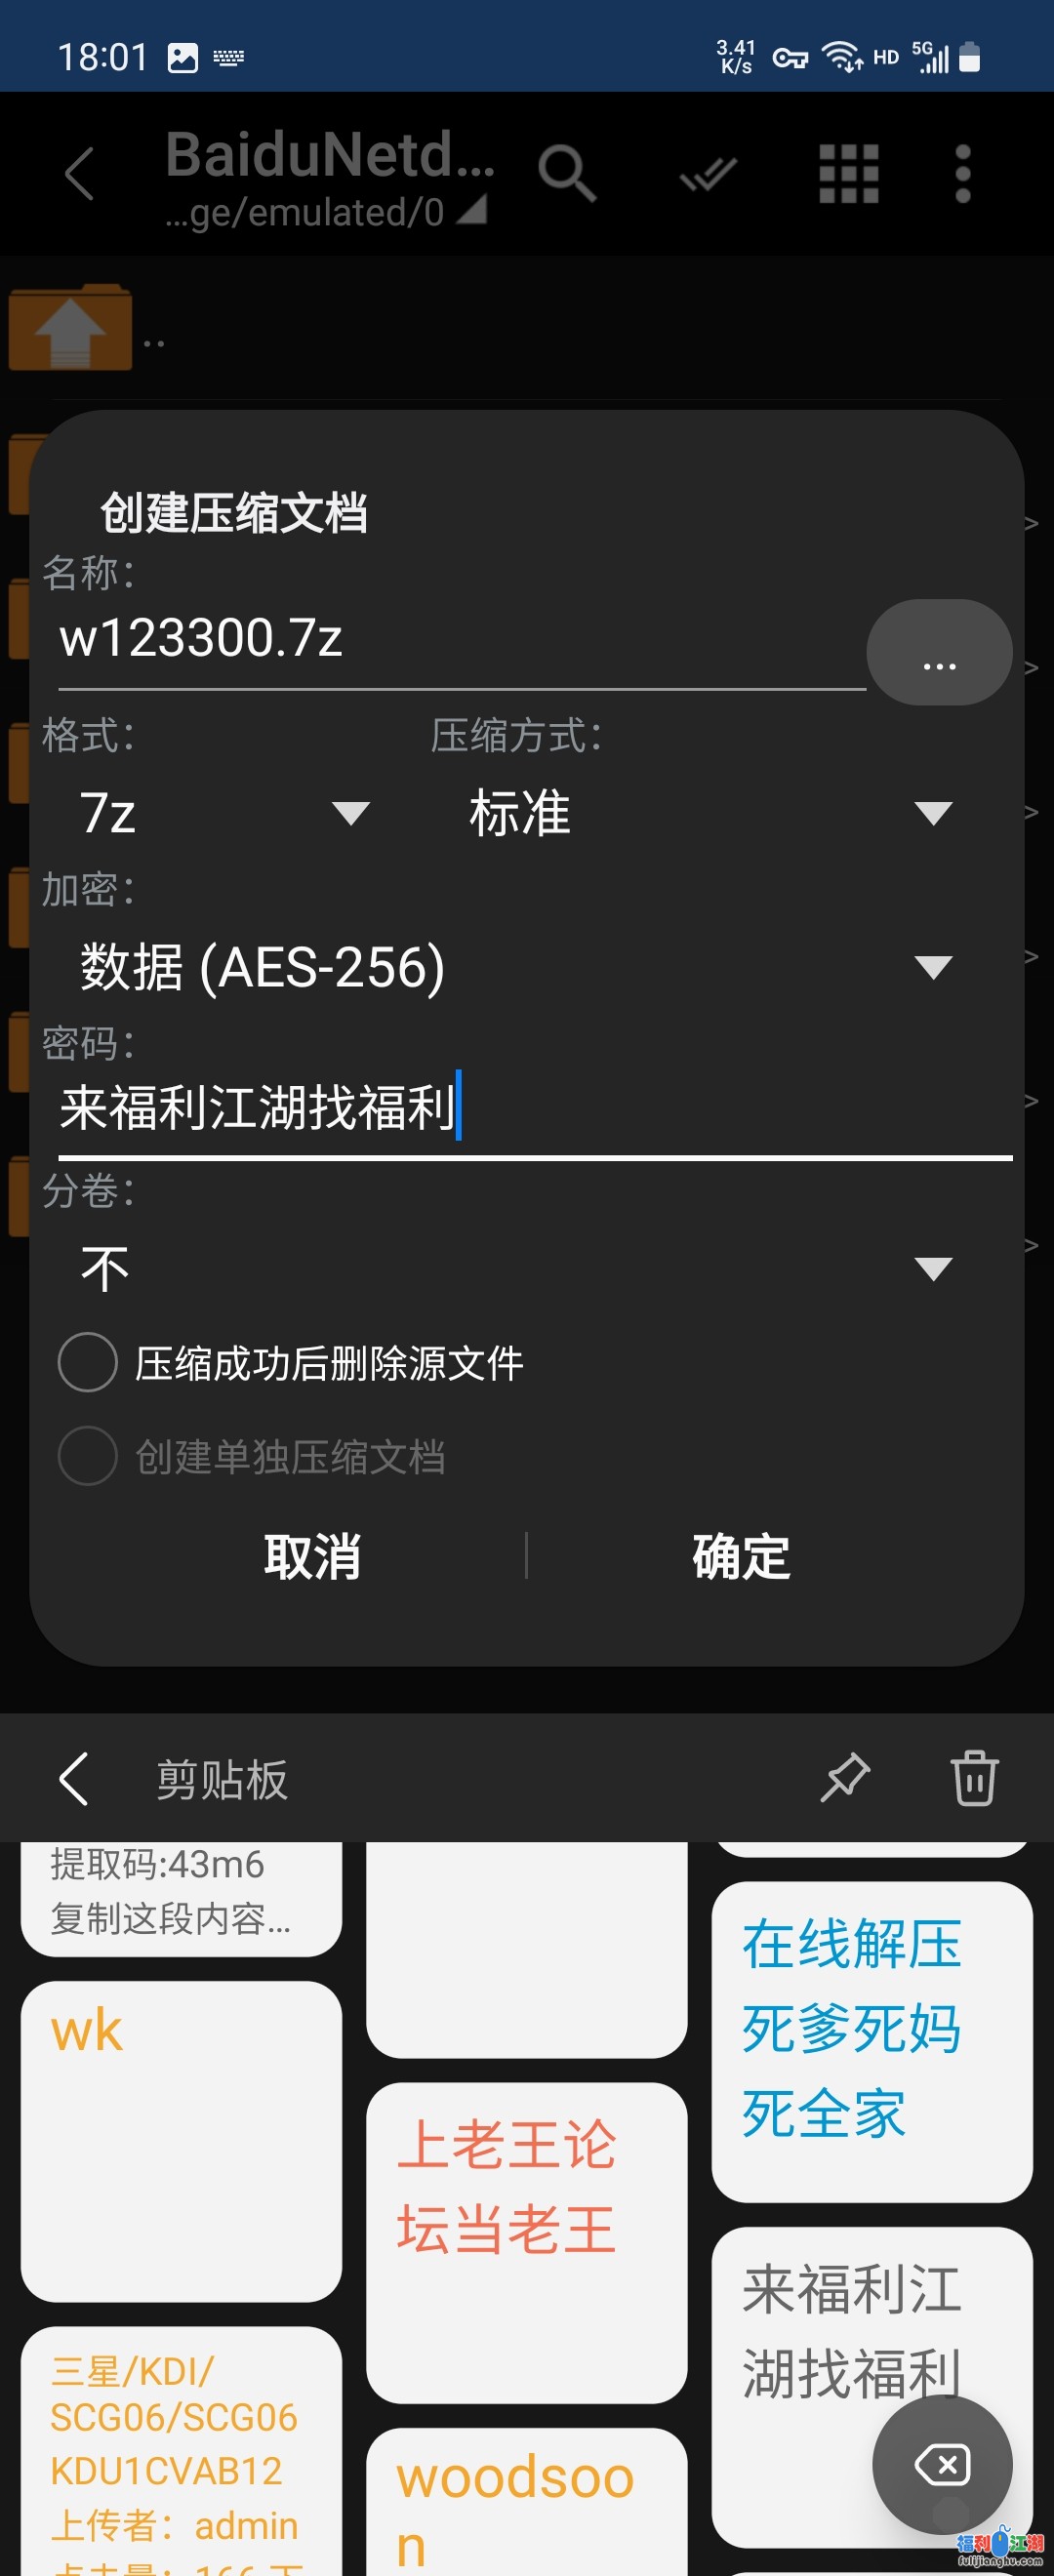 18:01
3.41
K/s
HD
5G
BaiduNetd...
...ge/emulated/0
..
创建压缩文档
名称：
w123300.7z
...
格式：
压缩方式：
7z
标准
加密：
数据 (AES-256)
密码：
来福利江湖找福利
分卷：
不
压缩成功后删除源文件
创建单独压缩文档
取消
确定
剪贴板
提取码:43m6
复制这段内容...
wk
三星/KDI/
SCG06/SCG06
KDU1CVAB12
上传者：admin
上老王论
坛当老王
woodsoo
n
在线解压
死爹死妈
死全家
来福利江
湖找福利
福利江湖
fulijianghu.com